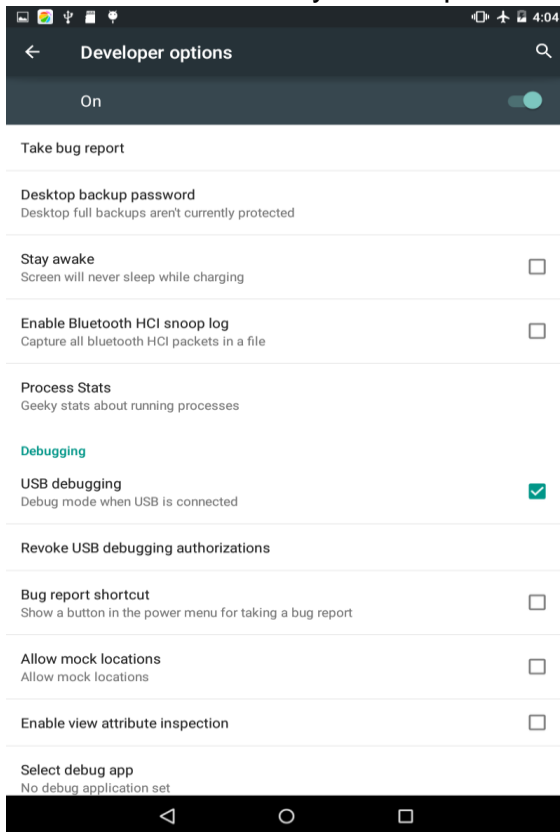 4:04
Developer options
On
Take bug report
Desktop backup password
Desktop full backups aren't currently protected
Stay awake
Screen will never sleep while charging
Enable Bluetooth HCI snoop log
Capture all bluetooth HCI packets in a file
Process Stats
Geeky stats about running processes
Debugging
USB debugging
Debug mode when USB is connected
Revoke USB debugging authorizations
Bug report shortcut
Show a button in the power menu for taking a bug report
Allow mock locations
Allow mock locations
Enable view attribute inspection
Select debug app
No debug application set